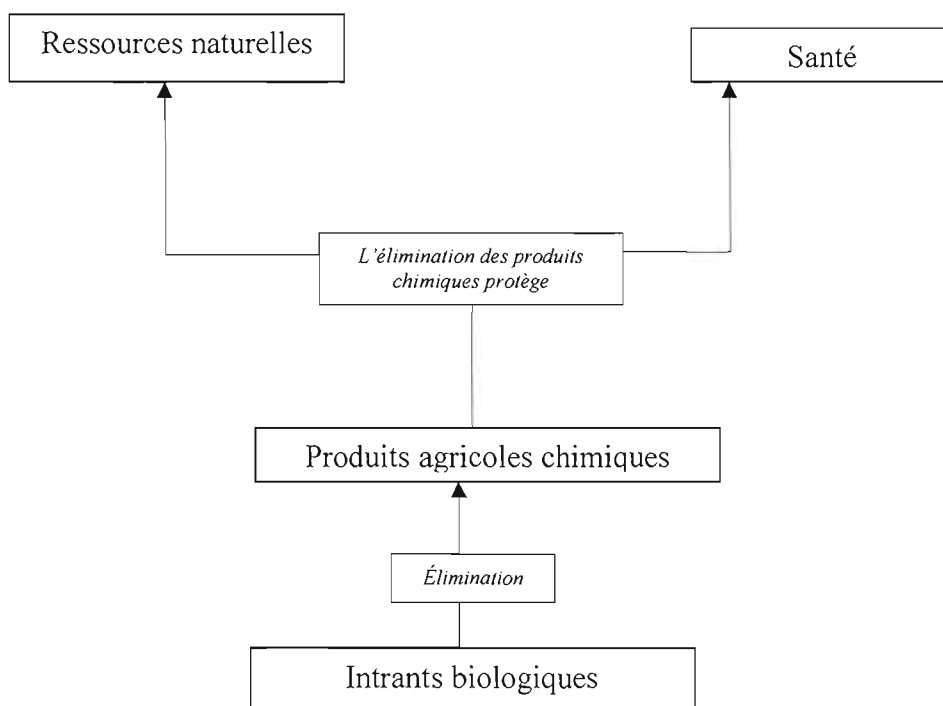 Ressources naturelles
Santé
L'élimination des produits
chimiques protège
Produits agricoles chimiques
Élimination
Intrants biologiques